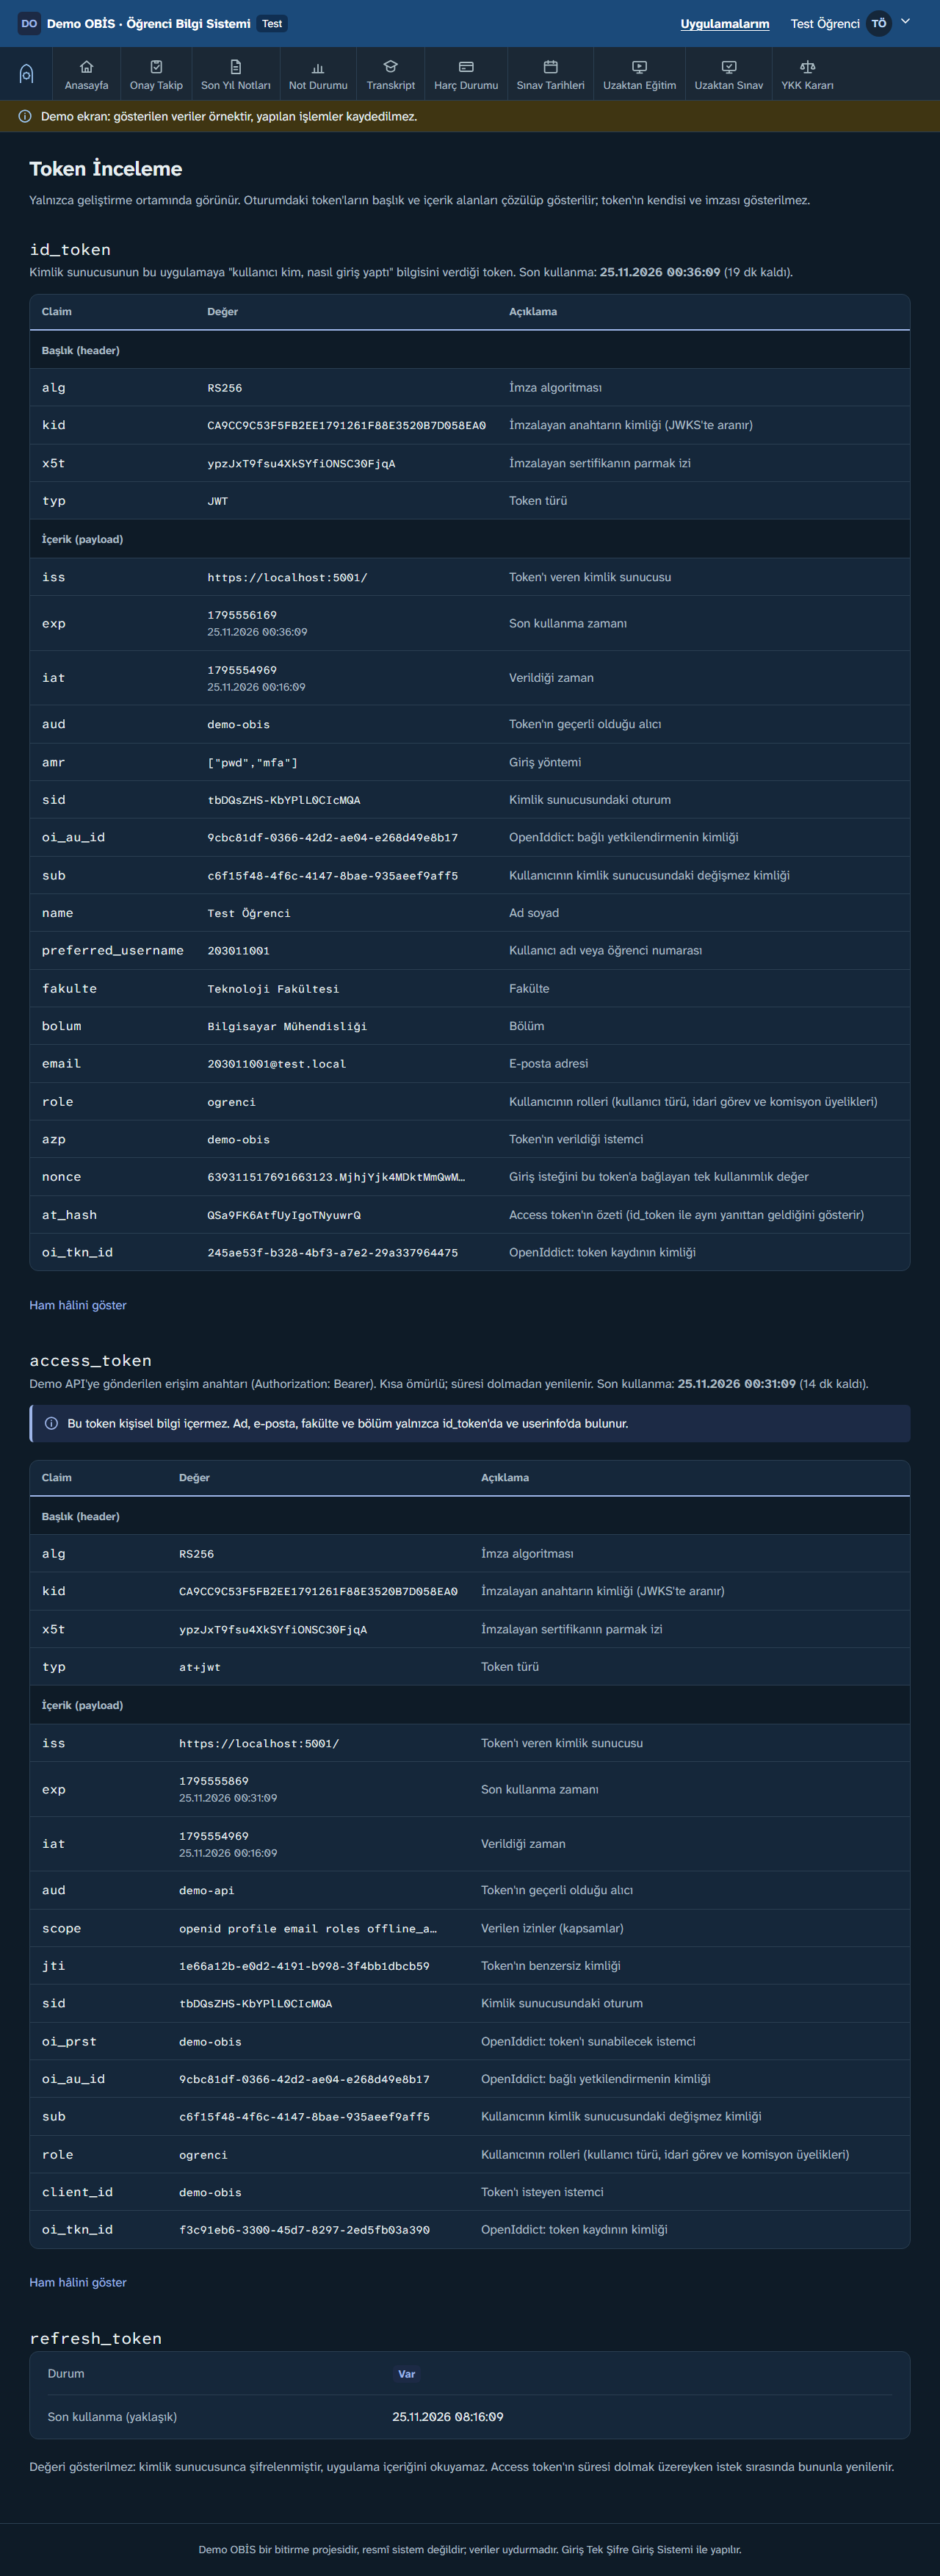 DO Demo OBİS · Öğrenci Bilgi Sistemi Test Uygulamalarım Test Öğrenci TÖ
Anasayfa Onay Takip Son Yıl Notları Not Durumu Transkript Harç Durumu Sınav Tarihleri Uzaktan Eğitim Uzaktan Sınav YKK Kararı
Demo ekran: gösterilen veriler örnektir, yapılan işlemler kaydedilmez.
Token İnceleme
Yalnızca geliştirme ortamında görünür. Oturumdaki token'ların başlık ve içerik alanları çözülüp gösterilir; token'ın kendisi ve imzası gösterilmez.
id_token
Kimlik sunucusunun bu uygulamaya "kullanıcı kim, nasıl giriş yaptı" bilgisini verdiği token. Son kullanma: 25.11.2026 00:36:09 (19 dk kaldı).
Claim Değer Açıklama
Başlık (header)
alg RS256 İmza algoritması
kid CA9CC9C53F5FB2EE1791261F88E3520B7D058EA0 İmzalayan anahtarın kimliği (JWKS'te aranır)
x5t ypzJxT9fsu4XkSYfiONSC30FjqA İmzalayan sertifikanın parmak izi
typ JWT Token türü
İçerik (payload)
iss https://localhost:5001/ Token'ı veren kimlik sunucusu
exp 1795556169 Son kullanma zamanı
25.11.2026 00:36:09
iat 1795554969 Verildiği zaman
25.11.2026 00:16:09
aud demo-obis Token'ın geçerli olduğu alıcı
amr ["pwd","mfa"] Giriş yöntemi
sid tbDQsZHS-KbYPlL0CIcMQA Kimlik sunucusundaki oturum
oi_au_id 9cbc81df-0366-42d2-ae04-e268d49e8b17 OpenIddict: bağlı yetkilendirmenin kimliği
sub c6f15f48-4f6c-4147-8bae-935aeef9aff5 Kullanıcının kimlik sunucusundaki değişmez kimliği
name Test Öğrenci Ad soyad
preferred_username 203011001 Kullanıcı adı veya öğrenci numarası
fakulte Teknoloji Fakültesi Fakülte
bolum Bilgisayar Mühendisliği Bölüm
email 203011001@test.local E-posta adresi
role ogrenci Kullanıcının rolleri (kullanıcı türü, idari görev ve komisyon üyelikleri)
azp demo-obis Token'ın verildiği istemci
nonce 639311517691663123.MjhjYjk4MDktMmQwM… Giriş isteğini bu token'a bağlayan tek kullanımlık değer
at_hash QSa9FK6AtfUyIgoTNyuwrQ Access token'ın özeti (id_token ile aynı yanıttan geldiğini gösterir)
oi_tkn_id 245ae53f-b328-4bf3-a7e2-29a337964475 OpenIddict: token kaydının kimliği
Ham hâlini göster
access_token
Demo API'ye gönderilen erişim anahtarı (Authorization: Bearer). Kısa ömürlü; süresi dolmadan yenilenir. Son kullanma: 25.11.2026 00:31:09 (14 dk kaldı).
Bu token kişisel bilgi içermez. Ad, e-posta, fakülte ve bölüm yalnızca id_token'da ve userinfo'da bulunur.
Claim Değer Açıklama
Başlık (header)
alg RS256 İmza algoritması
kid CA9CC9C53F5FB2EE1791261F88E3520B7D058EA0 İmzalayan anahtarın kimliği (JWKS'te aranır)
x5t ypzJxT9fsu4XkSYfiONSC30FjqA İmzalayan sertifikanın parmak izi
typ at+jwt Token türü
İçerik (payload)
iss https://localhost:5001/ Token'ı veren kimlik sunucusu
exp 1795555869 Son kullanma zamanı
25.11.2026 00:31:09
iat 1795554969 Verildiği zaman
25.11.2026 00:16:09
aud demo-api Token'ın geçerli olduğu alıcı
scope openid profile email roles offline_a… Verilen izinler (kapsamlar)
jti 1e66a12b-e0d2-4191-b998-3f4bb1dbcb59 Token'ın benzersiz kimliği
sid tbDQsZHS-KbYPlL0CIcMQA Kimlik sunucusundaki oturum
oi_prst demo-obis OpenIddict: token'ı sunabilecek istemci
oi_au_id 9cbc81df-0366-42d2-ae04-e268d49e8b17 OpenIddict: bağlı yetkilendirmenin kimliği
sub c6f15f48-4f6c-4147-8bae-935aeef9aff5 Kullanıcının kimlik sunucusundaki değişmez kimliği
role ogrenci Kullanıcının rolleri (kullanıcı türü, idari görev ve komisyon üyelikleri)
client_id demo-obis Token'ı isteyen istemci
oi_tkn_id f3c91eb6-3300-45d7-8297-2ed5fb03a390 OpenIddict: token kaydının kimliği
Ham hâlini göster
refresh_token
Durum Var
Son kullanma (yaklaşık) 25.11.2026 08:16:09
Değeri gösterilmez: kimlik sunucusunca şifrelenmiştir, uygulama içeriğini okuyamaz. Access token'ın süresi dolmak üzereyken istek sırasında bununla yenilenir.
Demo OBİS bir bitirme projesidir, resmî sistem değildir; veriler uydurmadır. Giriş Tek Şifre Giriş Sistemi ile yapılır.